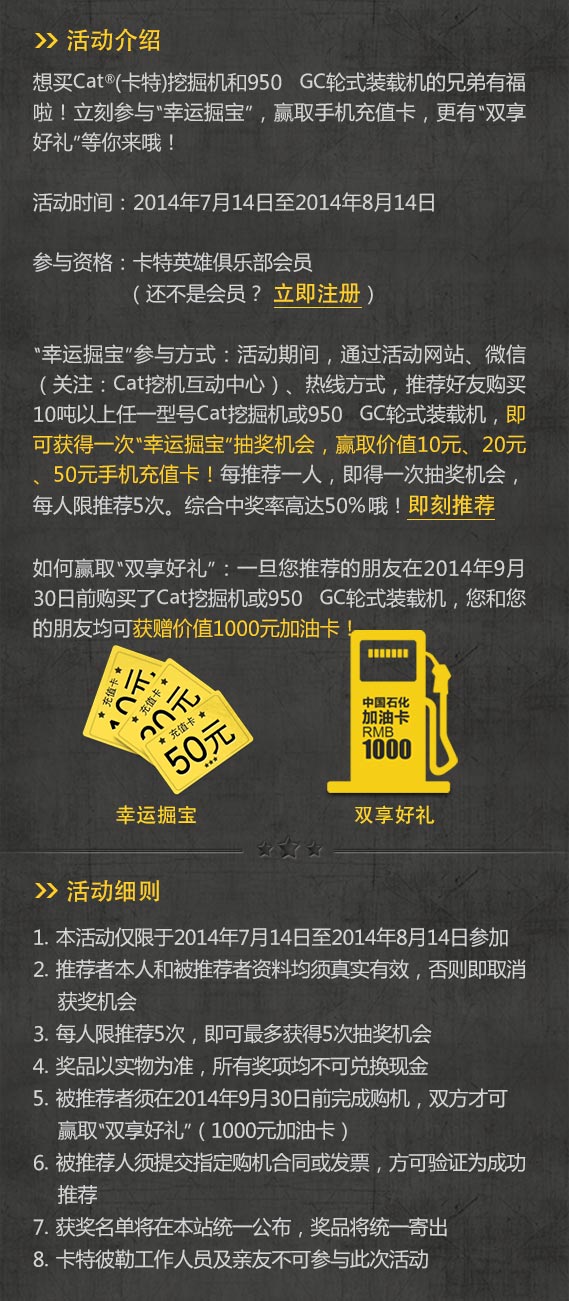 >> 活动介绍
想买Cat®(卡特)挖掘机和950 GC轮式装载机的兄弟有福
啦！立刻参与“幸运掘宝”，赢取手机充值卡，更有“双享
好礼”等你来哦！
活动时间：2014年7月14日至2014年8月14日
参与资格：卡特英雄俱乐部会员
（还不是会员？ 立即注册）
“幸运掘宝”参与方式：活动期间，通过活动网站、微信
（关注：Cat挖机互动中心）、热线方式，推荐好友购买
10吨以上任一型号Cat挖掘机或950 GC轮式装载机，即
可获得一次“幸运掘宝”抽奖机会，赢取价值10元、20元
、50元手机充值卡！每推荐一人，即得一次抽奖机会，
每人限推荐5次。综合中奖率高达50%哦！即刻推荐
如何赢取“双享好礼”：一旦您推荐的朋友在2014年9月
30日前购买了Cat挖掘机或950 GC轮式装载机，您和您
的朋友均可获赠价值1000元加油卡！
充值卡
10元
充值卡
20元
充值卡
50元
中国石化
加油卡
RMB
1000
幸运掘宝
双享好礼
>> 活动细则
1. 本活动仅限于2014年7月14日至2014年8月14日参加
2. 推荐者本人和被推荐者资料均须真实有效，否则即取消
获奖机会
3. 每人限推荐5次，即可最多获得5次抽奖机会
4. 奖品以实物为准，所有奖项均不可兑换现金
5. 被推荐者须在2014年9月30日前完成购机，双方才可
赢取“双享好礼”（1000元加油卡）
6. 被推荐人须提交指定购机合同或发票，方可验证为成功
推荐
7. 获奖名单将在本站统一公布，奖品将统一寄出
8. 卡特彼勒工作人员及亲友不可参与此次活动